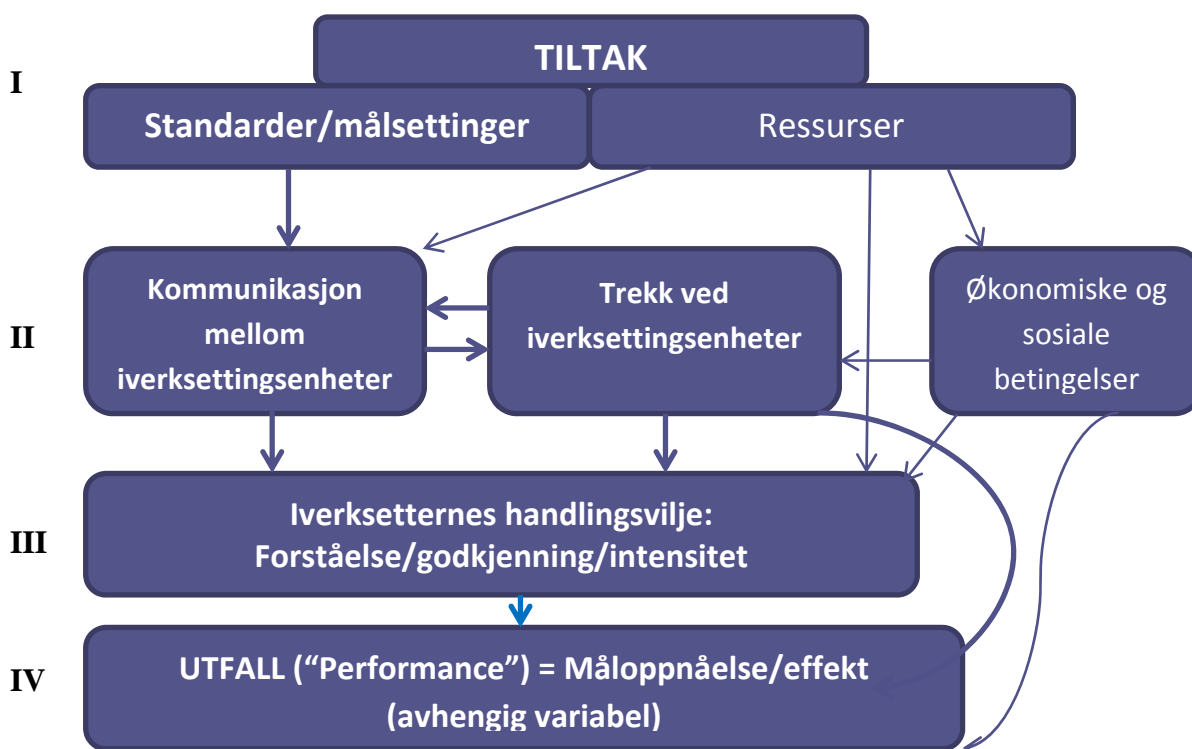 I
TILTAK
Standarder/målsettinger
Ressurser
II
Kommunikasjon
mellom
iverksettingsenheter
Trekk ved
iverksettingsenheter
Økonomiske og
sosiale
betingelser
III
Iverksetternes handlingsvilje:
Forståelse/godkjenning/intensitet
IV
UTFALL (“Performance”) = Måloppnåelse/effekt
(avhengig variabel)